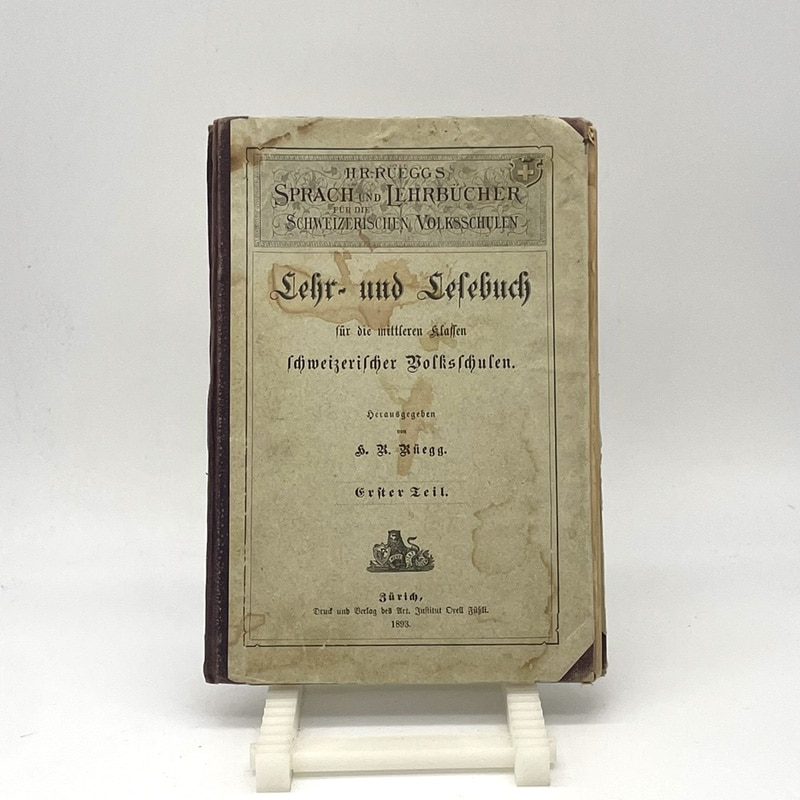 H.R. RÜEGGS
SPRACH UND LEHRBÜCHER
FÜR DIE
SCHWEIZERISCHEN VOLKSSCHULEN
Lehr- und Leſebuch
für die mittleren Klaſſen
ſchweizeriſcher Volksſchulen.
Herausgegeben
von
H. R. Rüegg.
Erſter Teil.
Zürich,
Druck und Verlag des Art. Inſtitut Orell Füßli.
1893.